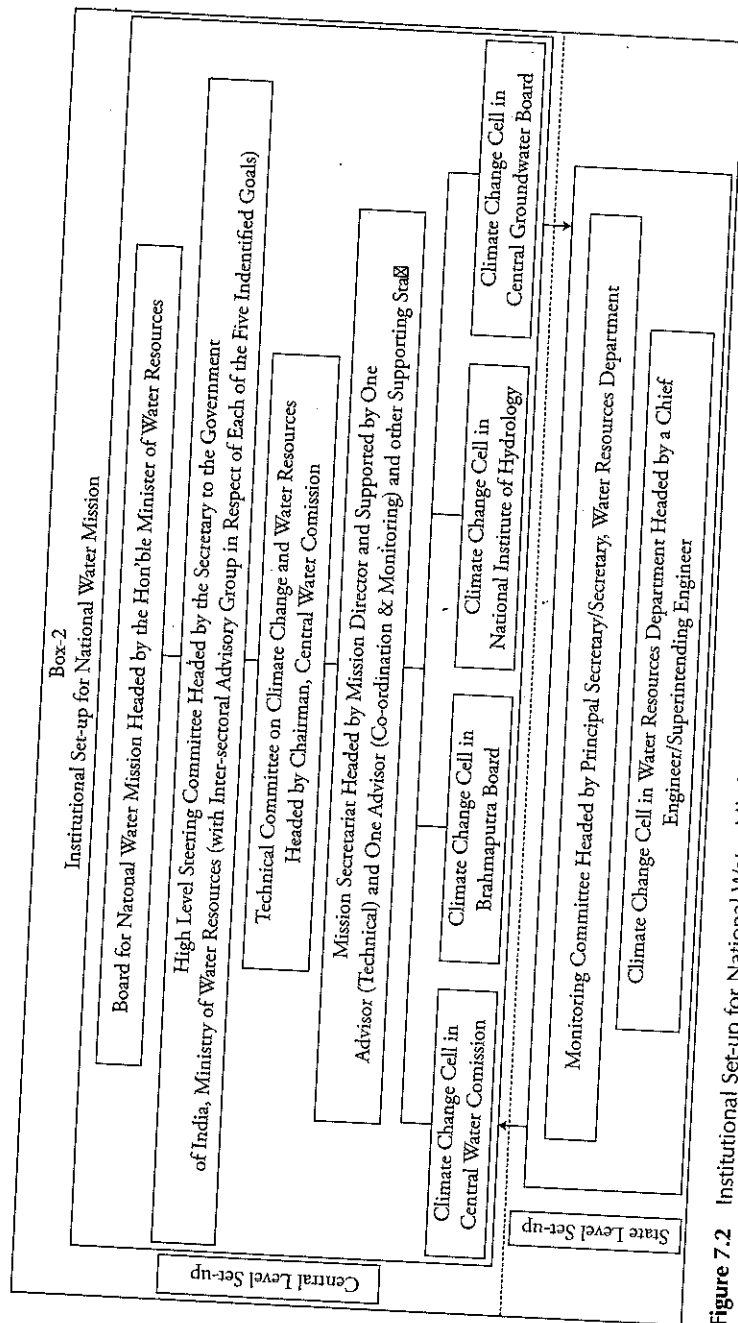 Box-2
Institutional Set-up for National Water Mission
Central Level Set-up
Board for Natonal Water Mission Headed by the Hon'ble Minister of Water Resources
High Level Steering Committee Headed by the Secretary to the Government
of India, Ministry of Water Resources (with Inter-sectoral Advisory Group in Respect of Each of the Five Indentified Goals)
Technical Committee on Climate Change and Water Resources
Headed by Chairman, Central Water Comission
Mission Secretariat Headed by Mission Director and Supported by One
Advisor (Technical) and One Advisor (Co-ordination & Monitoring) and other Supporting
Climate Change Cell in
Central Water Comission
Climate Change Cell in
Brahmaputra Board
Climate Change Cell in
National Institute of Hydrology
Climate Change Cell in
Central Groundwater Board
State Level Set-up
Monitoring Committee Headed by Principal Secretary/Secretary, Water Resources Department
Climate Change Cell in Water Resources Department Headed by a Chief
Engineer/Superintending Engineer
Figure 7.2 Institutional Set-up for National